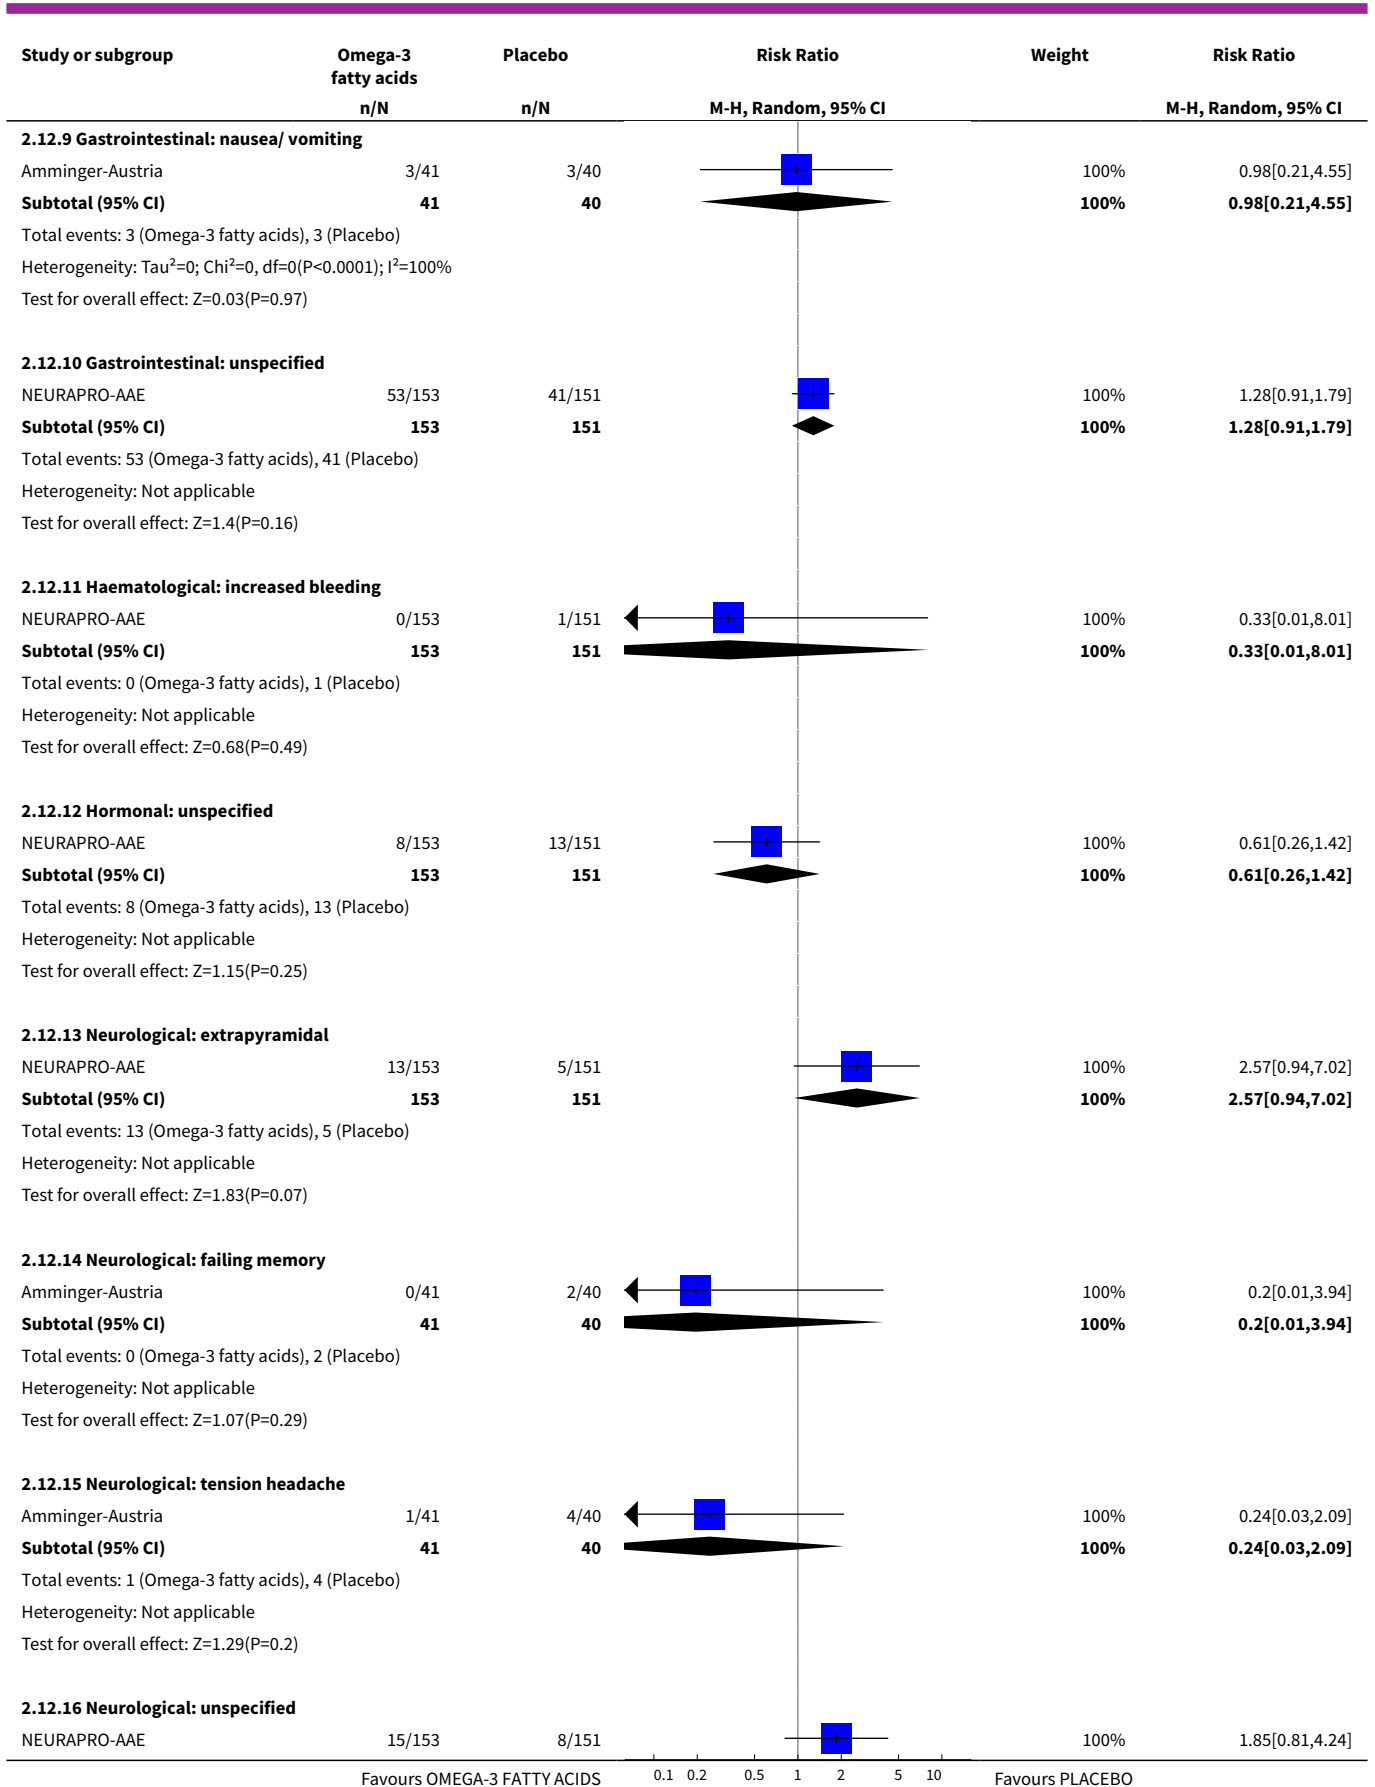 Study or subgroup Omega-3 fatty acids Placebo Risk Ratio Weight Risk Ratio
n/N n/N M-H, Random, 95% CI M-H, Random, 95% CI
2.12.9 Gastrointestinal: nausea/ vomiting
Amminger-Austria 3/41 3/40 100% 0.98[0.21,4.55]
Subtotal (95% CI) 41 40 100% 0.98[0.21,4.55]
Total events: 3 (Omega-3 fatty acids), 3 (Placebo)
Heterogeneity: Tau²=0; Chi²=0, df=0(P<0.0001); I²=100%
Test for overall effect: Z=0.03(P=0.97)
2.12.10 Gastrointestinal: unspecified
NEURAPRO-AAE 53/153 41/151 100% 1.28[0.91,1.79]
Subtotal (95% CI) 153 151 100% 1.28[0.91,1.79]
Total events: 53 (Omega-3 fatty acids), 41 (Placebo)
Heterogeneity: Not applicable
Test for overall effect: Z=1.4(P=0.16)
2.12.11 Haematological: increased bleeding
NEURAPRO-AAE 0/153 1/151 100% 0.33[0.01,8.01]
Subtotal (95% CI) 153 151 100% 0.33[0.01,8.01]
Total events: 0 (Omega-3 fatty acids), 1 (Placebo)
Heterogeneity: Not applicable
Test for overall effect: Z=0.68(P=0.49)
2.12.12 Hormonal: unspecified
NEURAPRO-AAE 8/153 13/151 100% 0.61[0.26,1.42]
Subtotal (95% CI) 153 151 100% 0.61[0.26,1.42]
Total events: 8 (Omega-3 fatty acids), 13 (Placebo)
Heterogeneity: Not applicable
Test for overall effect: Z=1.15(P=0.25)
2.12.13 Neurological: extrapyramidal
NEURAPRO-AAE 13/153 5/151 100% 2.57[0.94,7.02]
Subtotal (95% CI) 153 151 100% 2.57[0.94,7.02]
Total events: 13 (Omega-3 fatty acids), 5 (Placebo)
Heterogeneity: Not applicable
Test for overall effect: Z=1.83(P=0.07)
2.12.14 Neurological: failing memory
Amminger-Austria 0/41 2/40 100% 0.2[0.01,3.94]
Subtotal (95% CI) 41 40 100% 0.2[0.01,3.94]
Total events: 0 (Omega-3 fatty acids), 2 (Placebo)
Heterogeneity: Not applicable
Test for overall effect: Z=1.07(P=0.29)
2.12.15 Neurological: tension headache
Amminger-Austria 1/41 4/40 100% 0.24[0.03,2.09]
Subtotal (95% CI) 41 40 100% 0.24[0.03,2.09]
Total events: 1 (Omega-3 fatty acids), 4 (Placebo)
Heterogeneity: Not applicable
Test for overall effect: Z=1.29(P=0.2)
2.12.16 Neurological: unspecified
NEURAPRO-AAE 15/153 8/151 100% 1.85[0.81,4.24]
Favours OMEGA-3 FATTY ACIDS 0.1 0.2 0.5 1 2 5 10 Favours PLACEBO